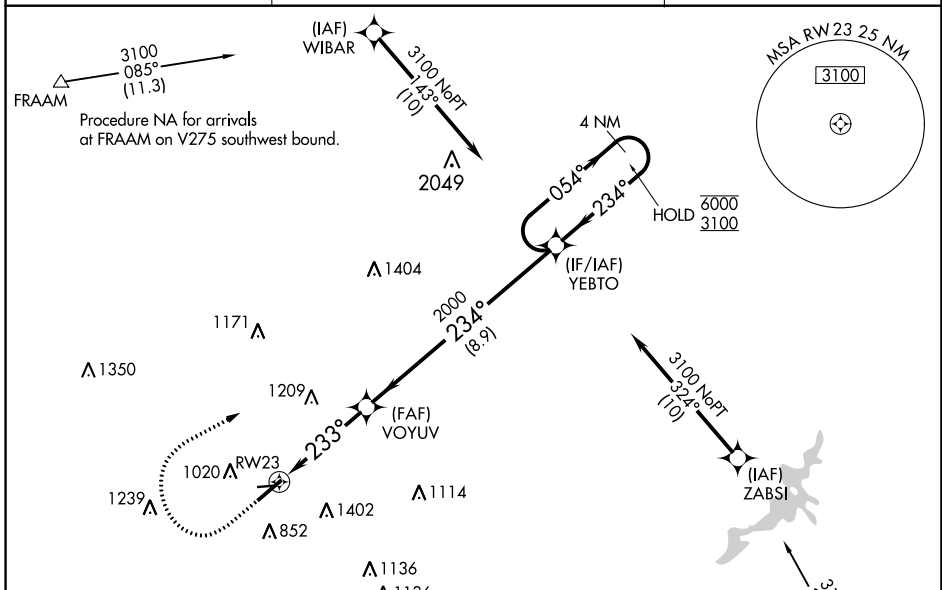 (IAF)
WIBAR
3100
085°
(11.3)
FRAAM
Procedure NA for arrivals
at FRAAM on V275 southwest bound.
3100 NoPT
143°
(10)
2049
MSA RW 23 25 NM
3100
4 NM
054°
234°
HOLD 6000
3100
(IF/IAF)
YEBTO
1404
2000
234°
(8.9)
1171
1350
1209
(FAF)
VOYUV
3100 NoPT
324°
(10)
233°
1020
RW23
(IAF)
ZABSI
1239
1402
1114
852
1136